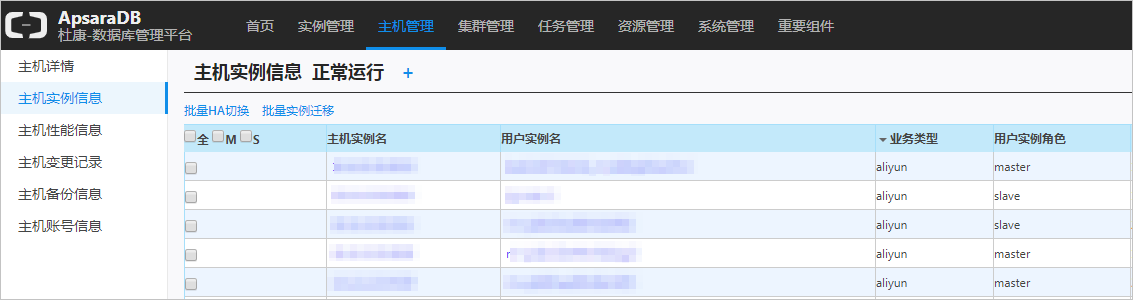 ApsaraDB
杜康-数据库管理平台
首页 实例管理 主机管理 集群管理 任务管理 资源管理 系统管理 重要组件
主机详情
主机实例信息
主机性能信息
主机变更记录
主机备份信息
主机账号信息
主机实例信息 正常运行 +
批量HA切换 批量实例迁移
全 M S 主机实例名 用户实例名 业务类型 用户实例角色
aliyun master
aliyun slave
aliyun slave
aliyun master
aliyun master